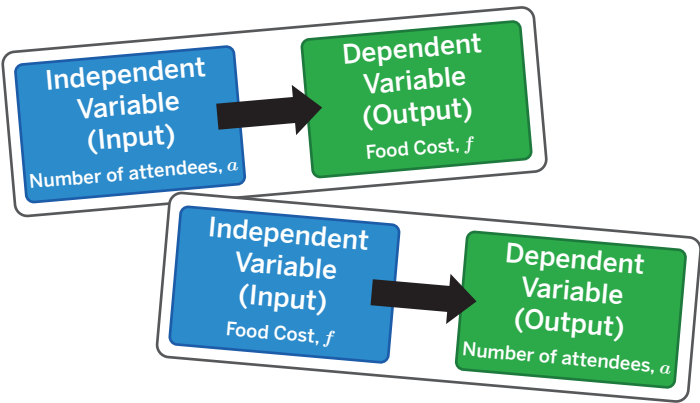 Independent
Variable
(Input)
Number of attendees, a
Dependent
Variable
(Output)
Food Cost, f
Independent
Variable
(Input)
Food Cost, f
Dependent
Variable
(Output)
Number of attendees, a